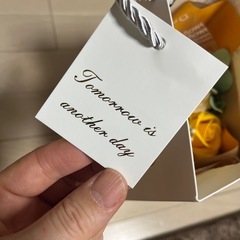 Tomorrow is
another day